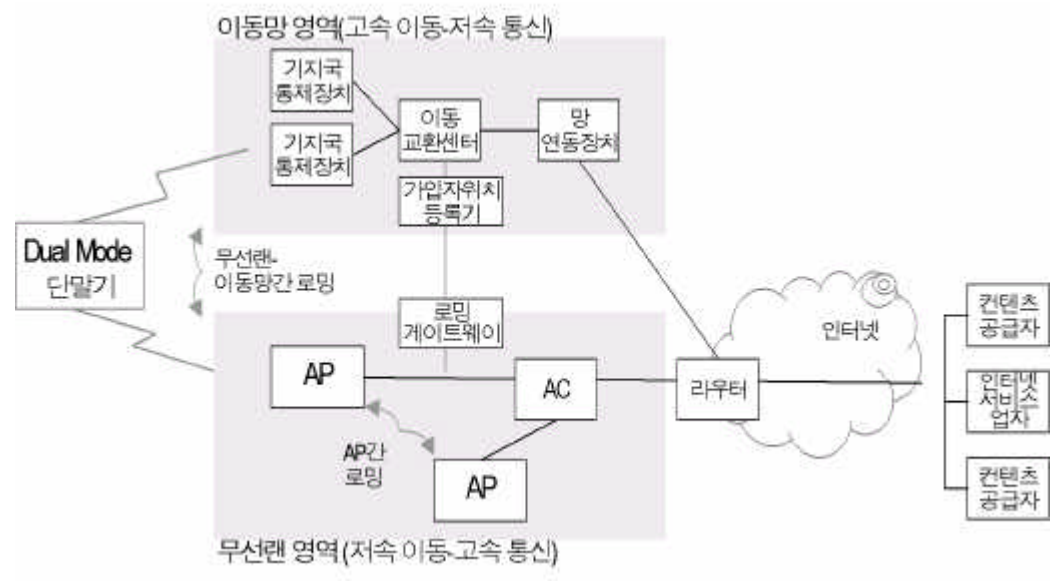 이동망 영역(고속 이동-저속 통신)
기지국
통제장치
기지국
통제장치
이동
교환센터
망
연동장치
가입자위치
등록기
Dual Mode
단말기
무선랜-
이동망간 로밍
로밍
게이트웨이
AP
AC
라우터
인터넷
컨텐츠
공급자
인터넷
서비스
업자
컨텐츠
공급자
AP간
로밍
AP
무선랜 영역(저속 이동-고속 통신)